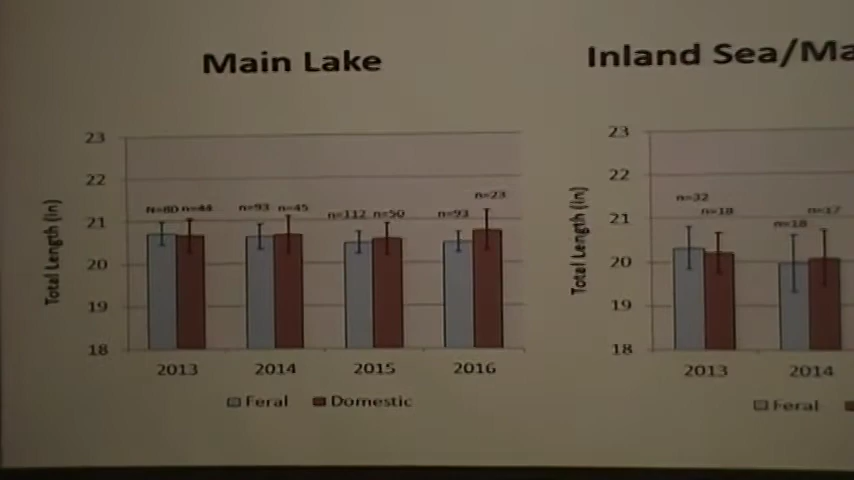 Main Lake
23
22
21
20
19
18
Total Length (in)
N=80 n=44
n=93 n=45
n=112 n=50
n=93 n=23
2013 2014 2015 2016
Feral Domestic
Inland Sea/Ma
23
22
21
20
19
18
Total Length (in)
n=32
n=18
n=18
n=17
2013 2014
Feral